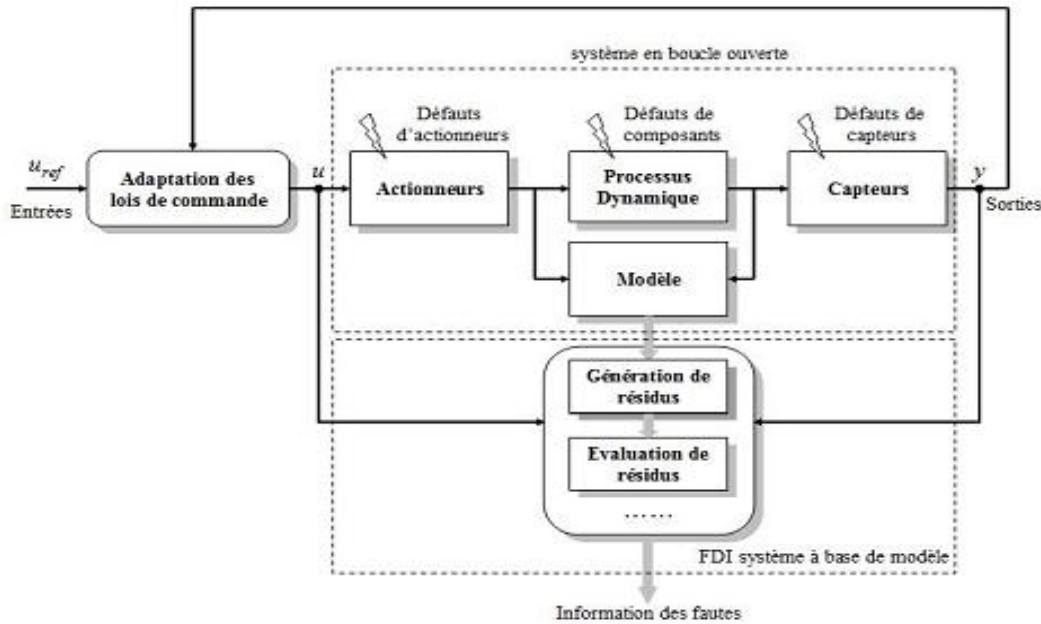 système en boucle ouverte
Défauts
d'actionneurs
Défauts de
composants
Défauts de
capteurs
u_ref
Entrées
Adaptation des
lois de commande
u
Actionneurs
Processus
Dynamique
Capteurs
y
Sorties
Modèle
Génération de
résidus
Evaluation de
résidus
......
FDI système à base de modèle
Information des fautes